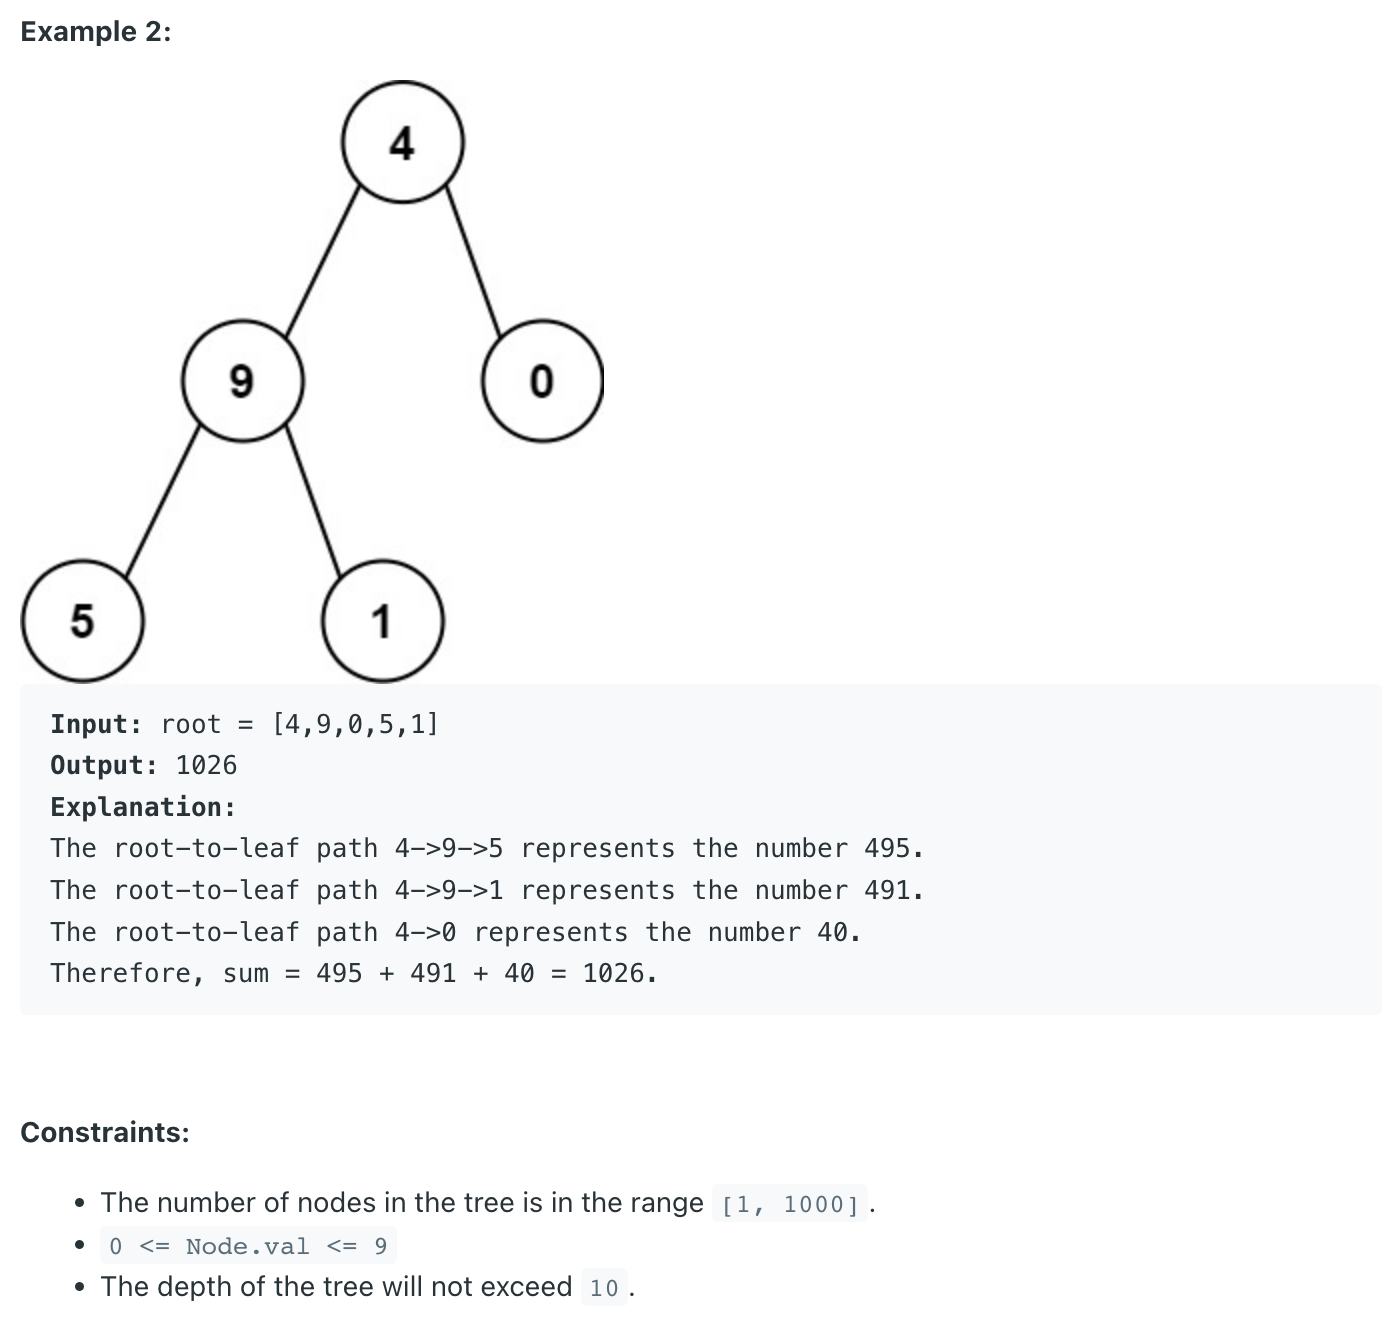 Example 2:
4
9
0
5
1
Input: root = [4,9,0,5,1]
Output: 1026
Explanation:
The root-to-leaf path 4->9->5 represents the number 495.
The root-to-leaf path 4->9->1 represents the number 491.
The root-to-leaf path 4->0 represents the number 40.
Therefore, sum = 495 + 491 + 40 = 1026.
Constraints:
• The number of nodes in the tree is in the range [1, 1000].
• 0 <= Node.val <= 9
• The depth of the tree will not exceed 10.